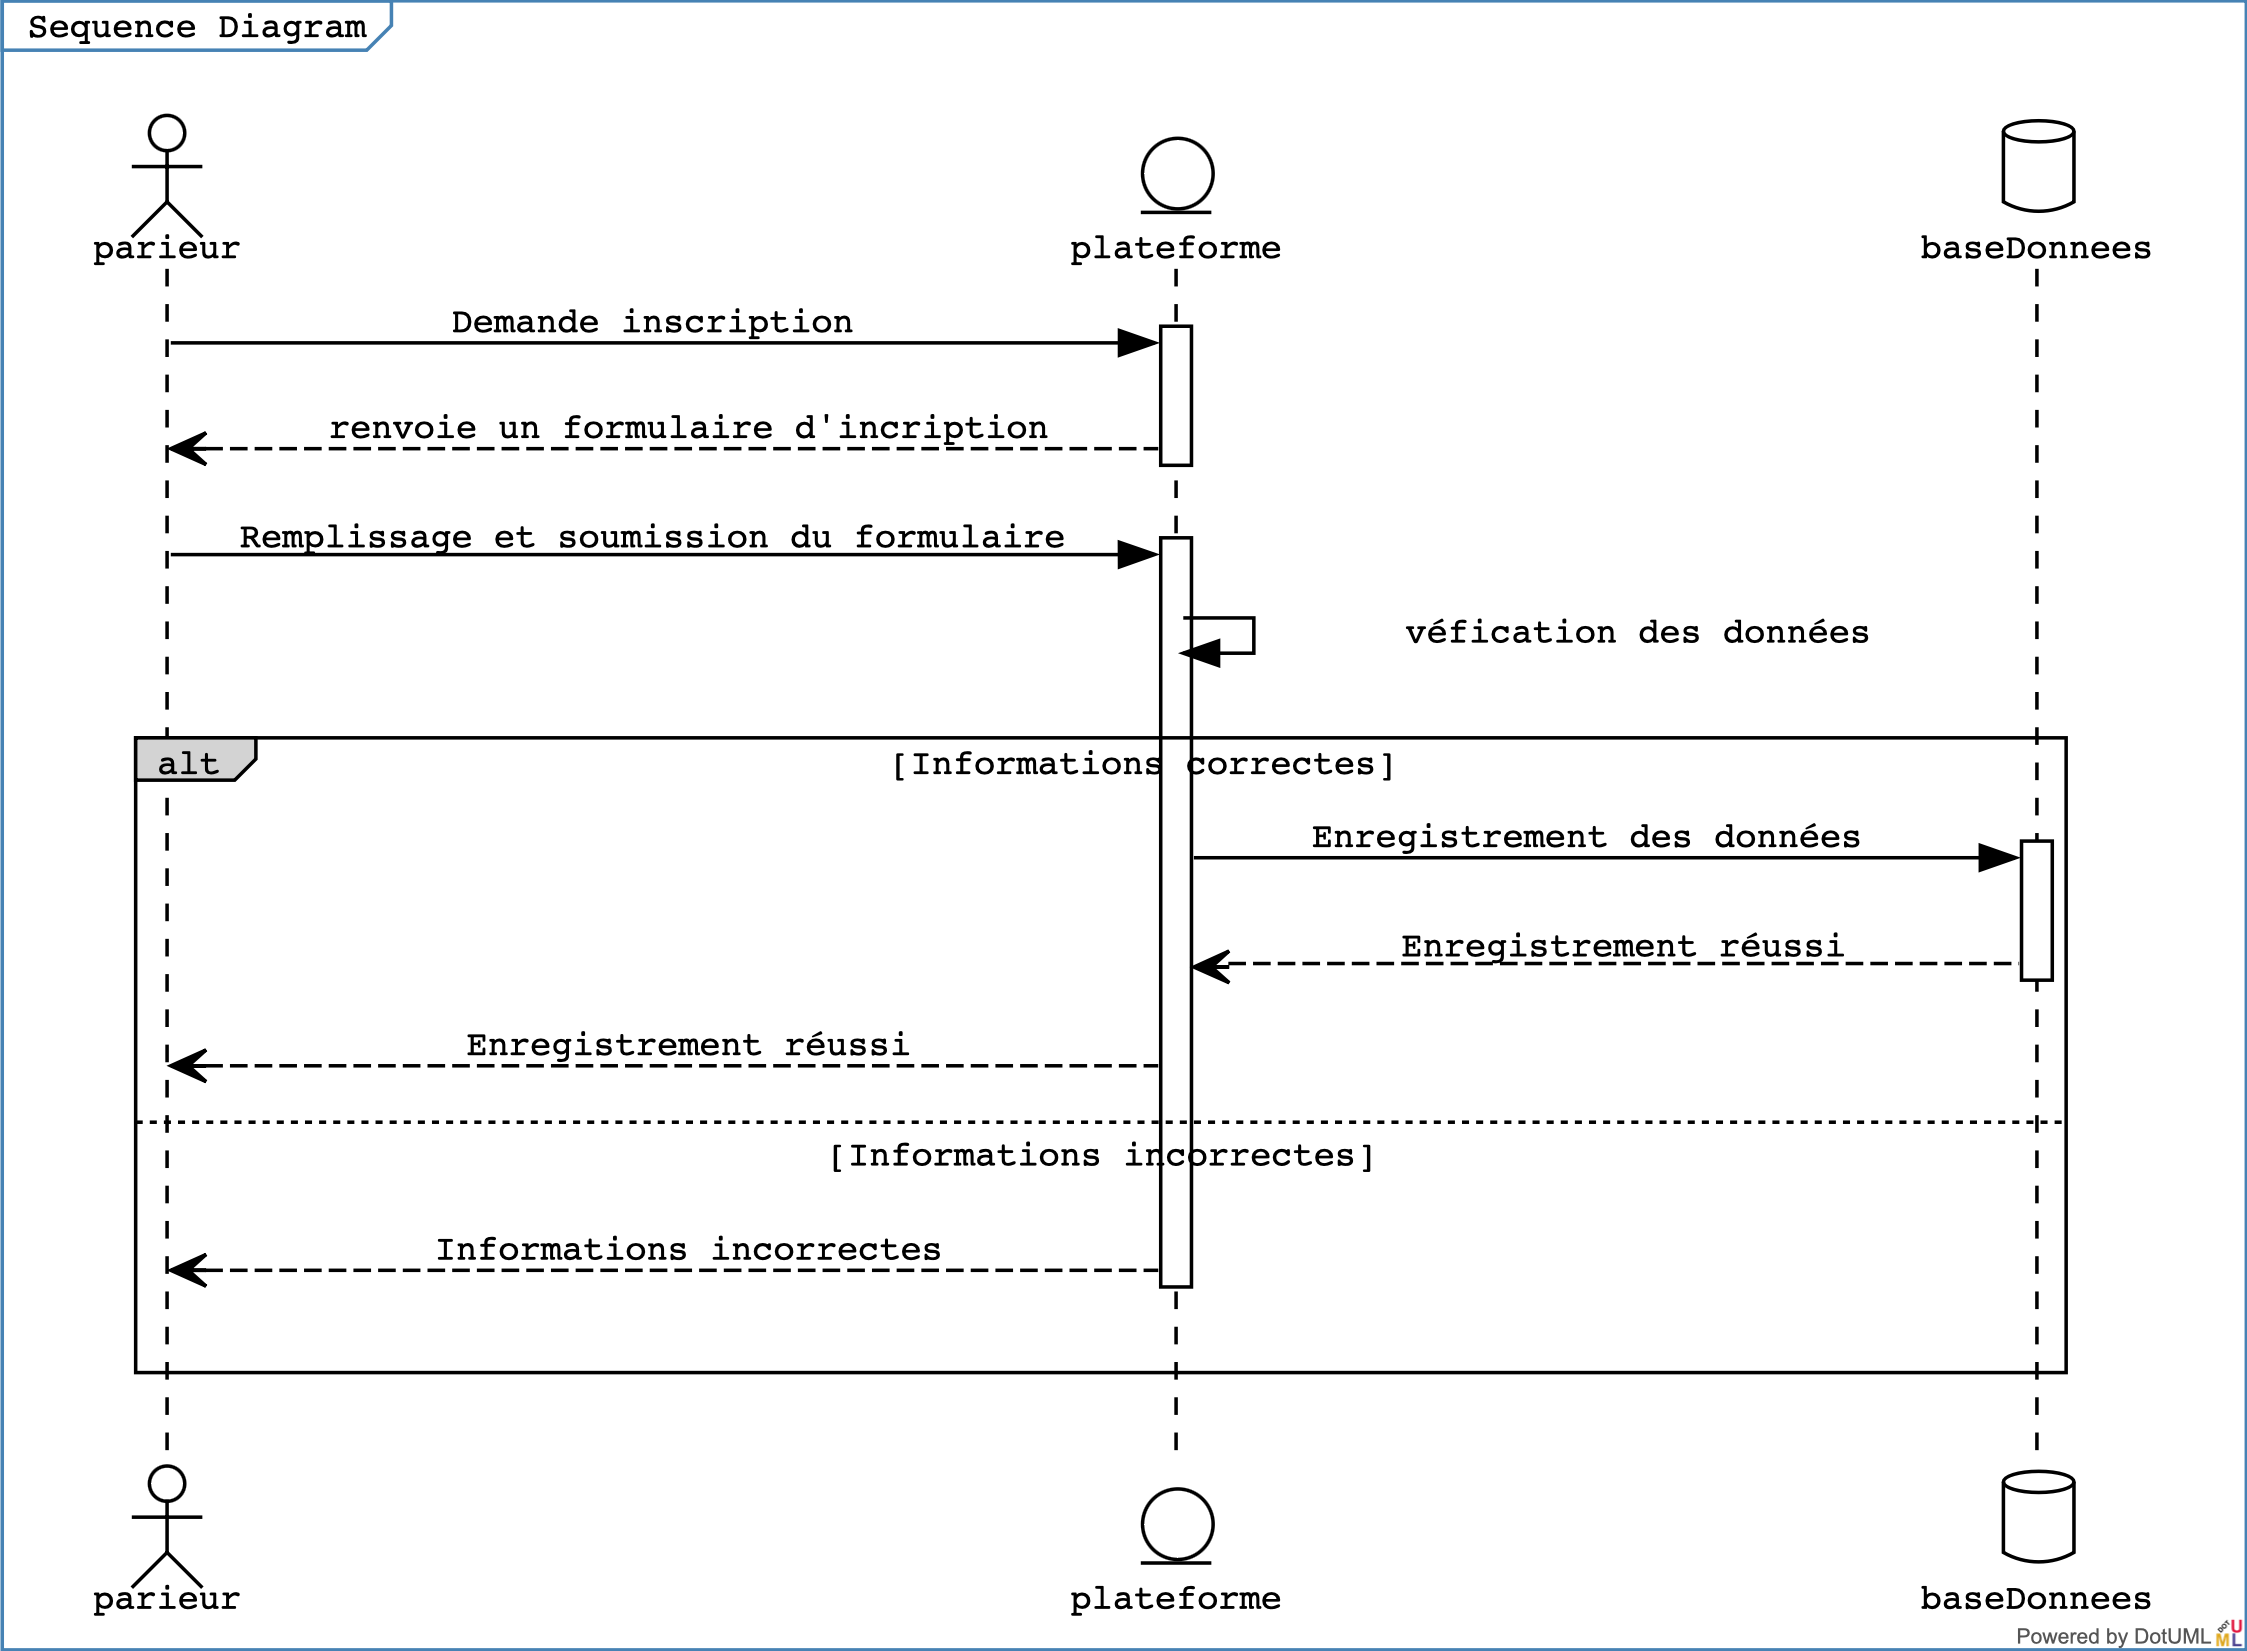 Sequence Diagram
parieur
plateforme
baseDonnees
Demande inscription
renvoie un formulaire d'incription
Remplissage et soumission du formulaire
véfication des données
alt
[Informations correctes]
Enregistrement des données
Enregistrement réussi
Enregistrement réussi
[Informations incorrectes]
Informations incorrectes
parieur
plateforme
baseDonnees
Powered by DotUML
DOT
U
ML